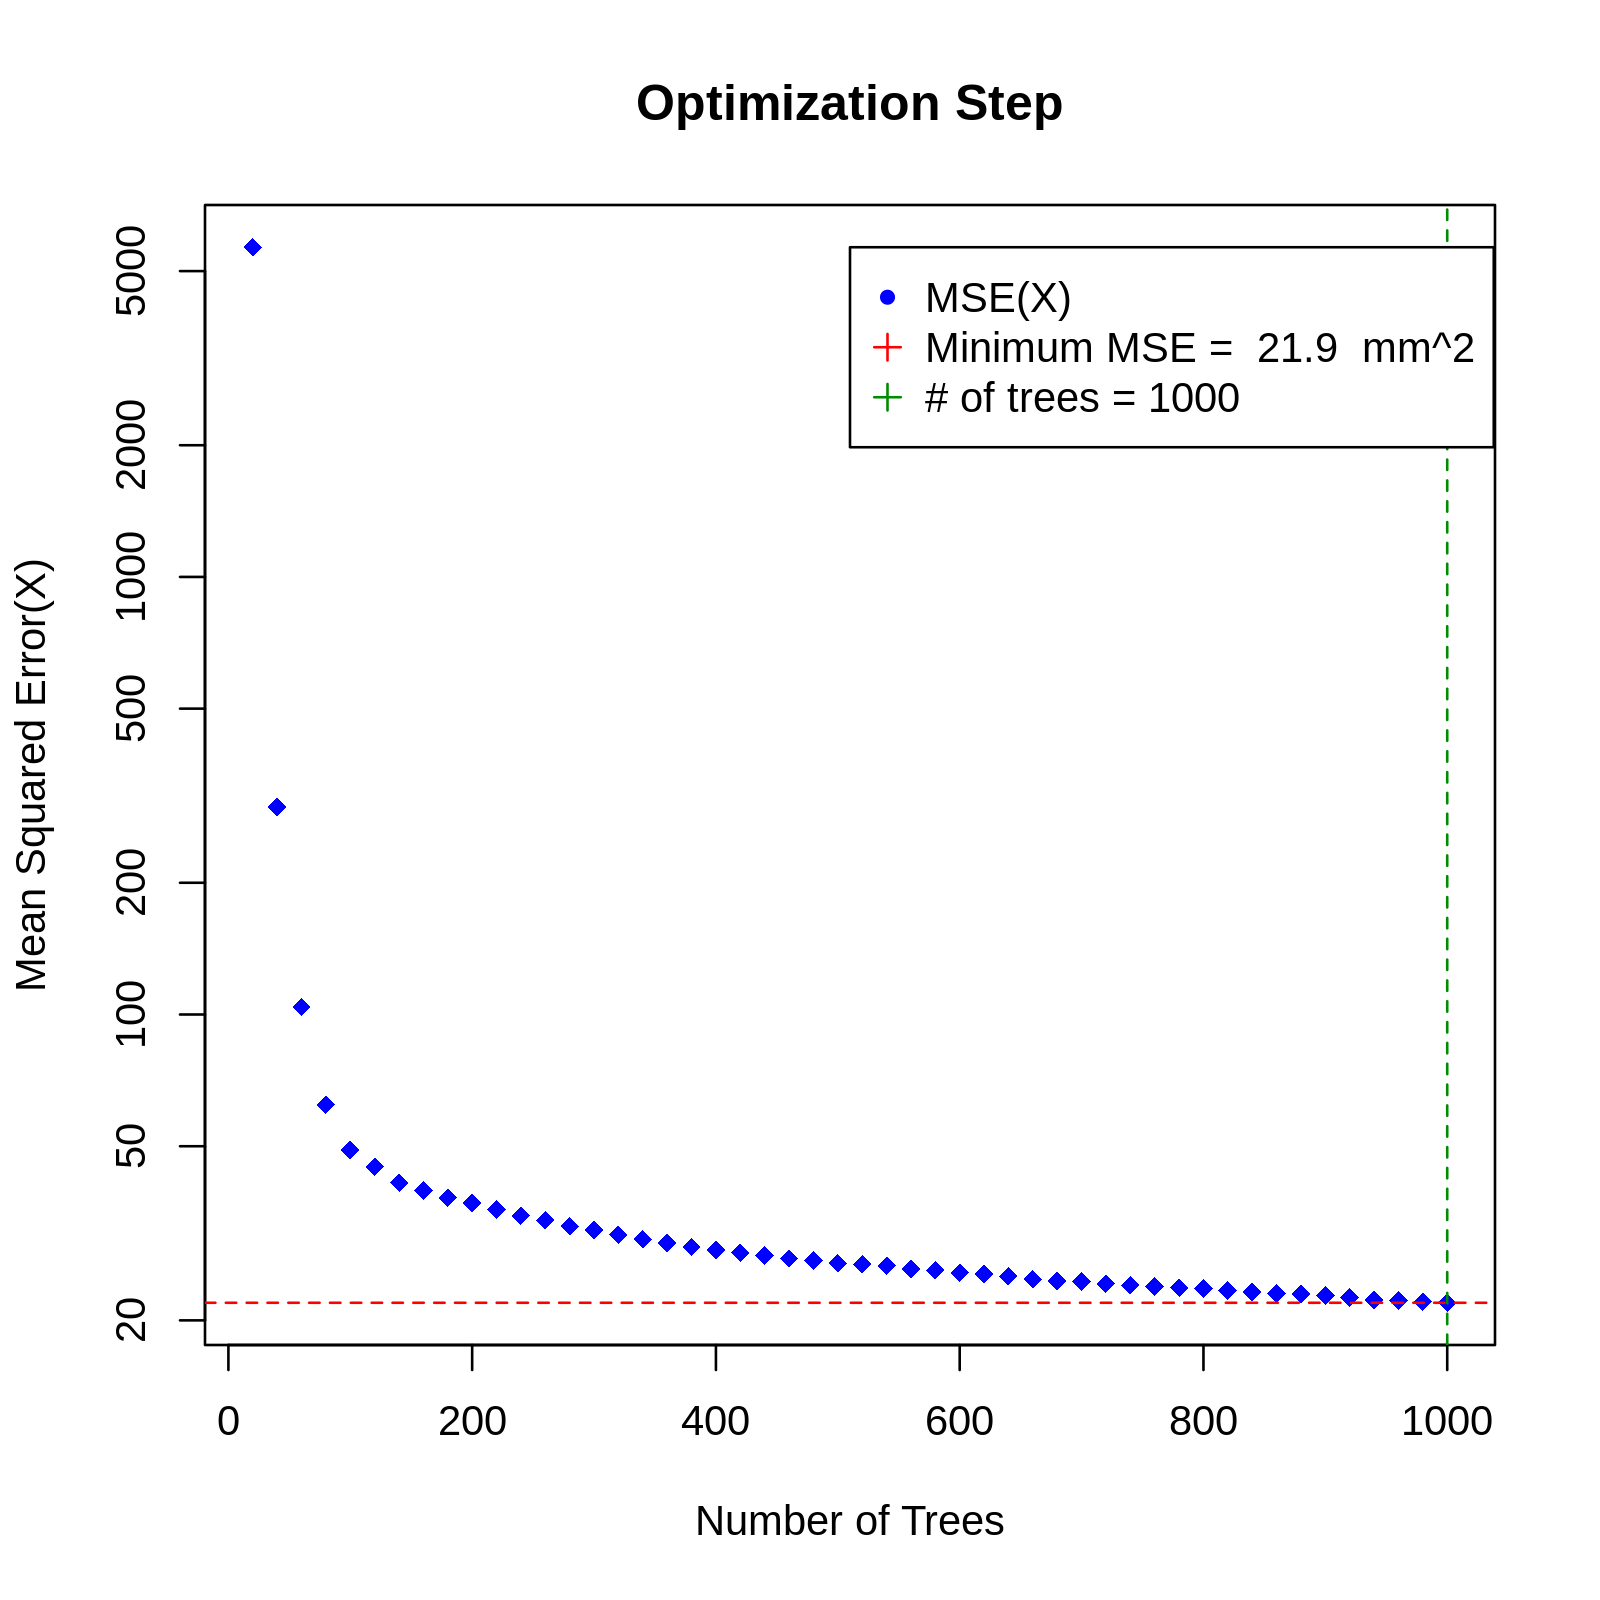 Optimization Step
MSE(X)
Minimum MSE =  21.9  mm^2
# of trees = 1000
Mean Squared Error(X)
5000
2000
1000
500
200
100
50
20
0 200 400 600 800 1000
Number of Trees